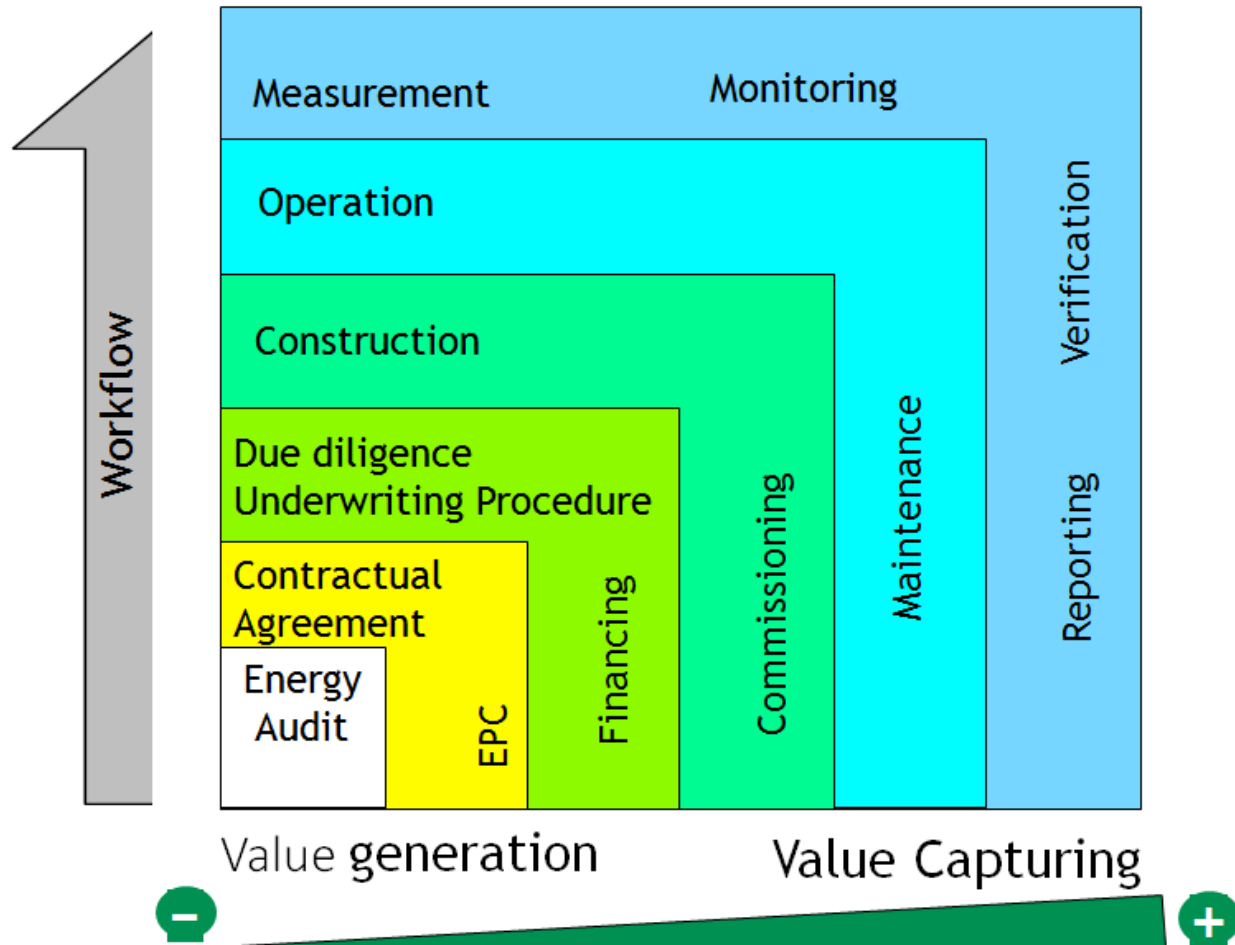 Workflow
Measurement
Monitoring
Verification
Reporting
Operation
Maintenance
Construction
Commissioning
Due diligence
Underwriting Procedure
Financing
Contractual
Agreement
EPC
Energy
Audit
Value generation
Value Capturing
−
+